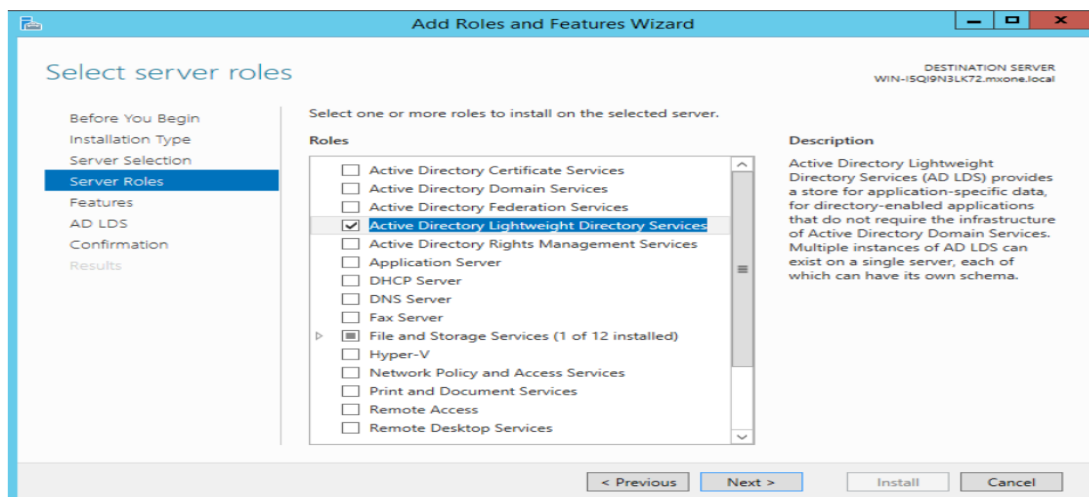 Add Roles and Features Wizard
Select server roles
DESTINATION SERVER
WIN-I5QI9N3LK72.mxone.local
Before You Begin
Installation Type
Server Selection
Server Roles
Features
AD LDS
Confirmation
Results
Select one or more roles to install on the selected server.
Roles
Active Directory Certificate Services
Active Directory Domain Services
Active Directory Federation Services
Active Directory Lightweight Directory Services
Active Directory Rights Management Services
Application Server
DHCP Server
DNS Server
Fax Server
File and Storage Services (1 of 12 installed)
Hyper-V
Network Policy and Access Services
Print and Document Services
Remote Access
Remote Desktop Services
Description
Active Directory Lightweight
Directory Services (AD LDS) provides
a store for application-specific data,
for directory-enabled applications
that do not require the infrastructure
of Active Directory Domain Services.
Multiple instances of AD LDS can
exist on a single server, each of
which can have its own schema.
< Previous
Next >
Install
Cancel